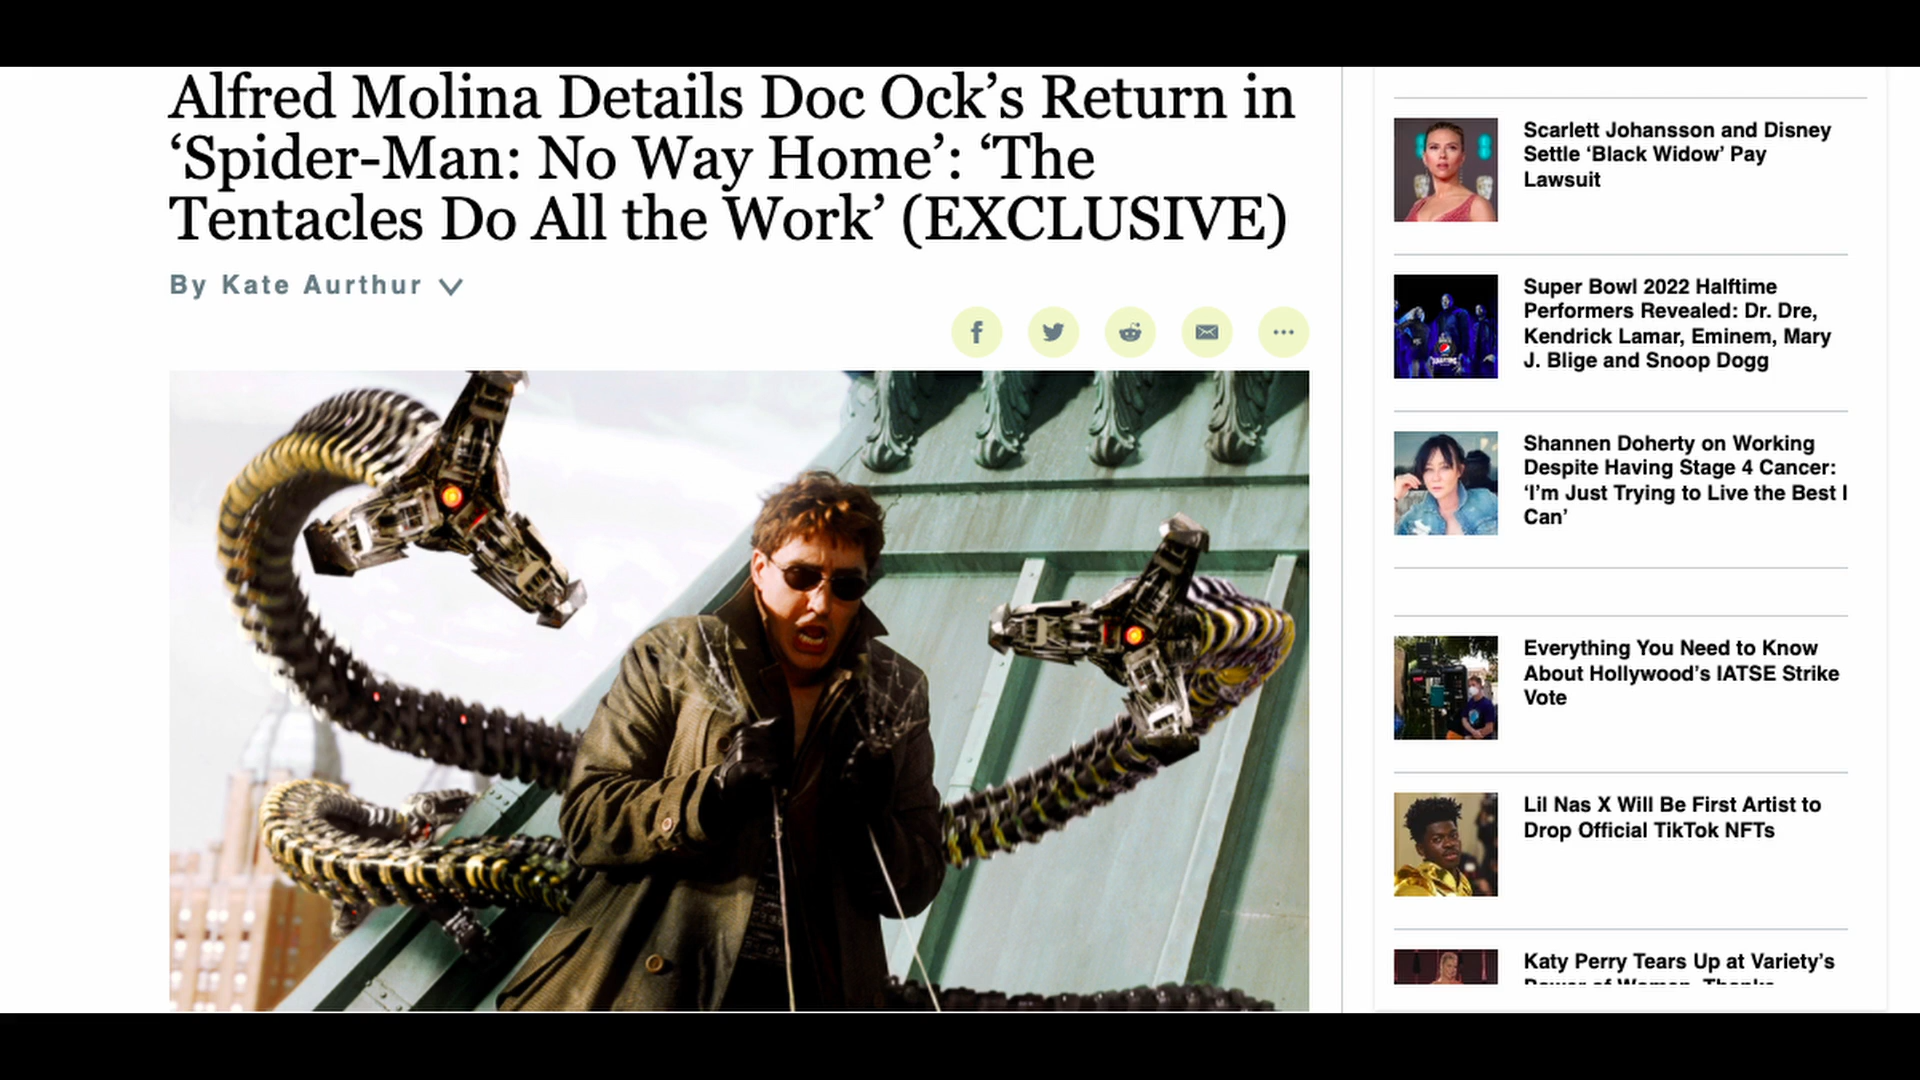 Alfred Molina Details Doc Ock’s Return in
‘Spider-Man: No Way Home’: ‘The
Tentacles Do All the Work’ (EXCLUSIVE)
By Kate Aurthur
Scarlett Johansson and Disney
Settle ‘Black Widow’ Pay
Lawsuit
Super Bowl 2022 Halftime
Performers Revealed: Dr. Dre,
Kendrick Lamar, Eminem, Mary
J. Blige and Snoop Dogg
Shannen Doherty on Working
Despite Having Stage 4 Cancer:
‘I’m Just Trying to Live the Best I
Can’
Everything You Need to Know
About Hollywood’s IATSE Strike
Vote
Lil Nas X Will Be First Artist to
Drop Official TikTok NFTs
Katy Perry Tears Up at Variety’s
Power of Women, Thanks